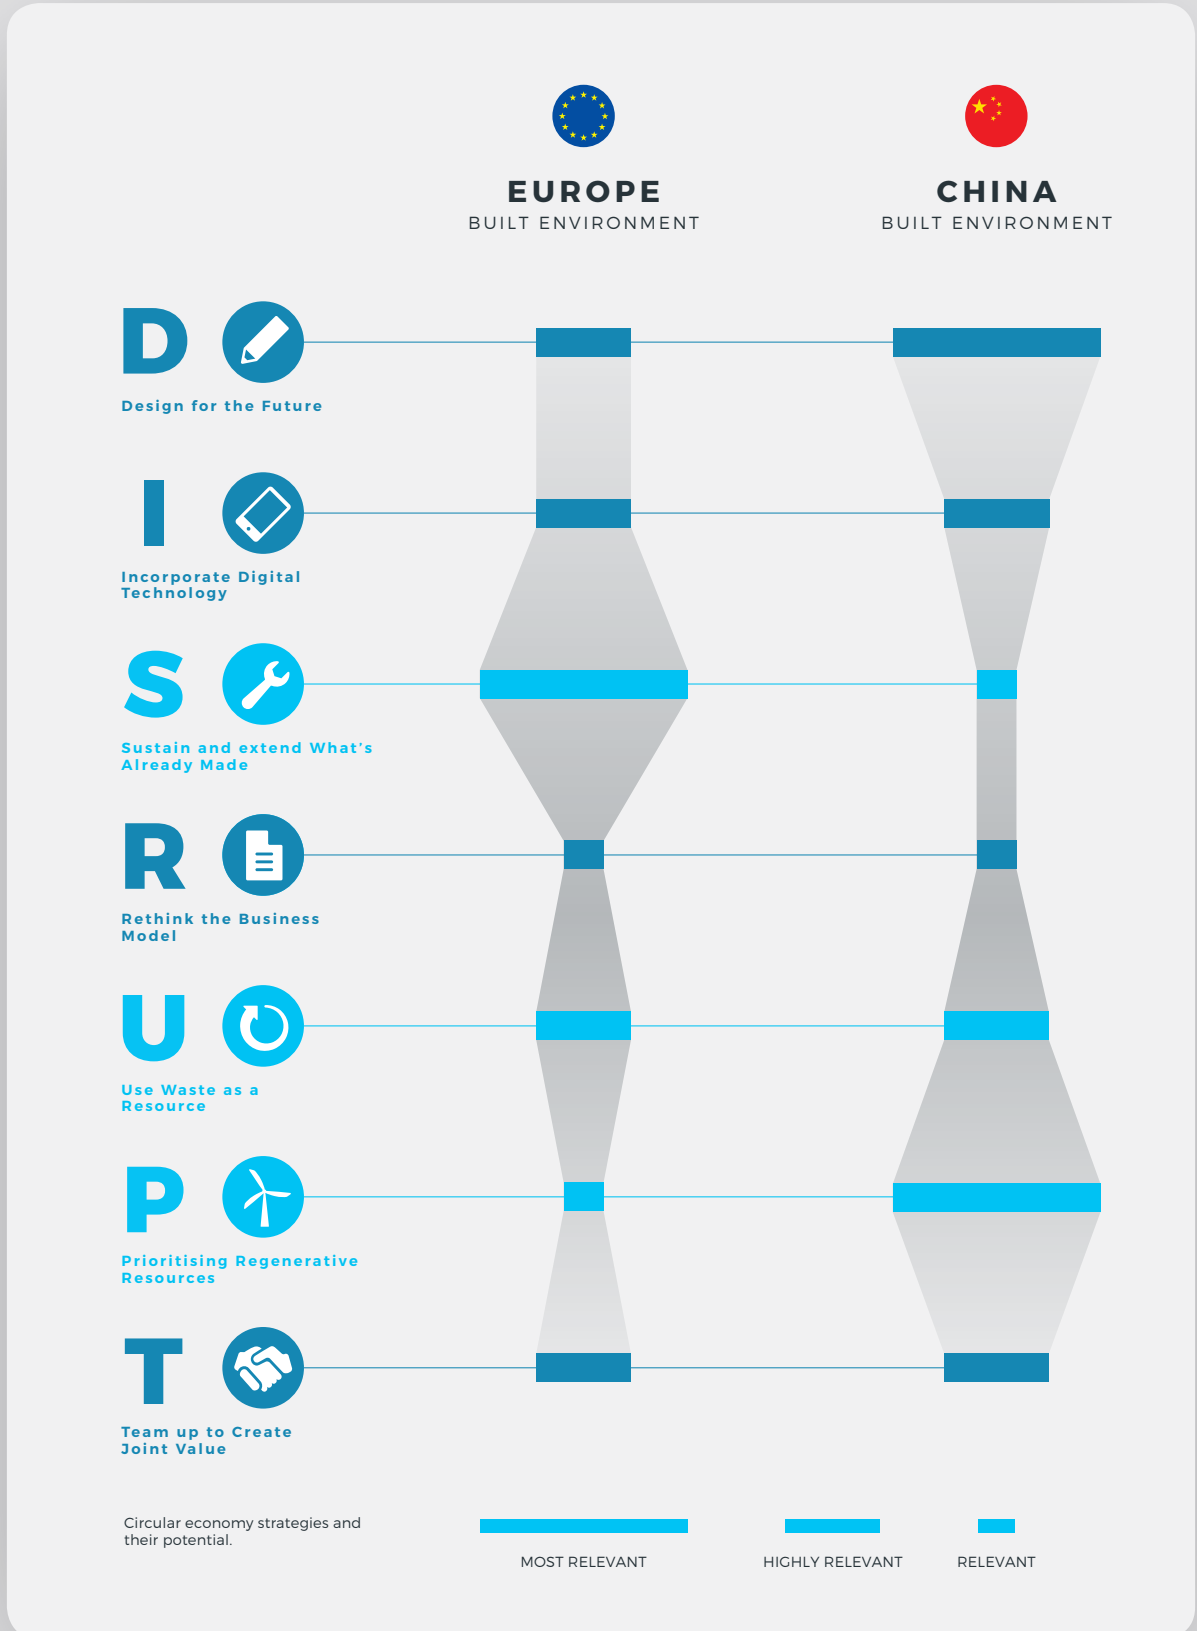 EUROPE
BUILT ENVIRONMENT
CHINA
BUILT ENVIRONMENT
D
Design for the Future
I
Incorporate Digital
Technology
S
Sustain and extend What's
Already Made
R
Rethink the Business
Model
U
Use Waste as a
Resource
P
Prioritising Regenerative
Resources
T
Team up to Create
Joint Value
Circular economy strategies and
their potential.
MOST RELEVANT
HIGHLY RELEVANT
RELEVANT